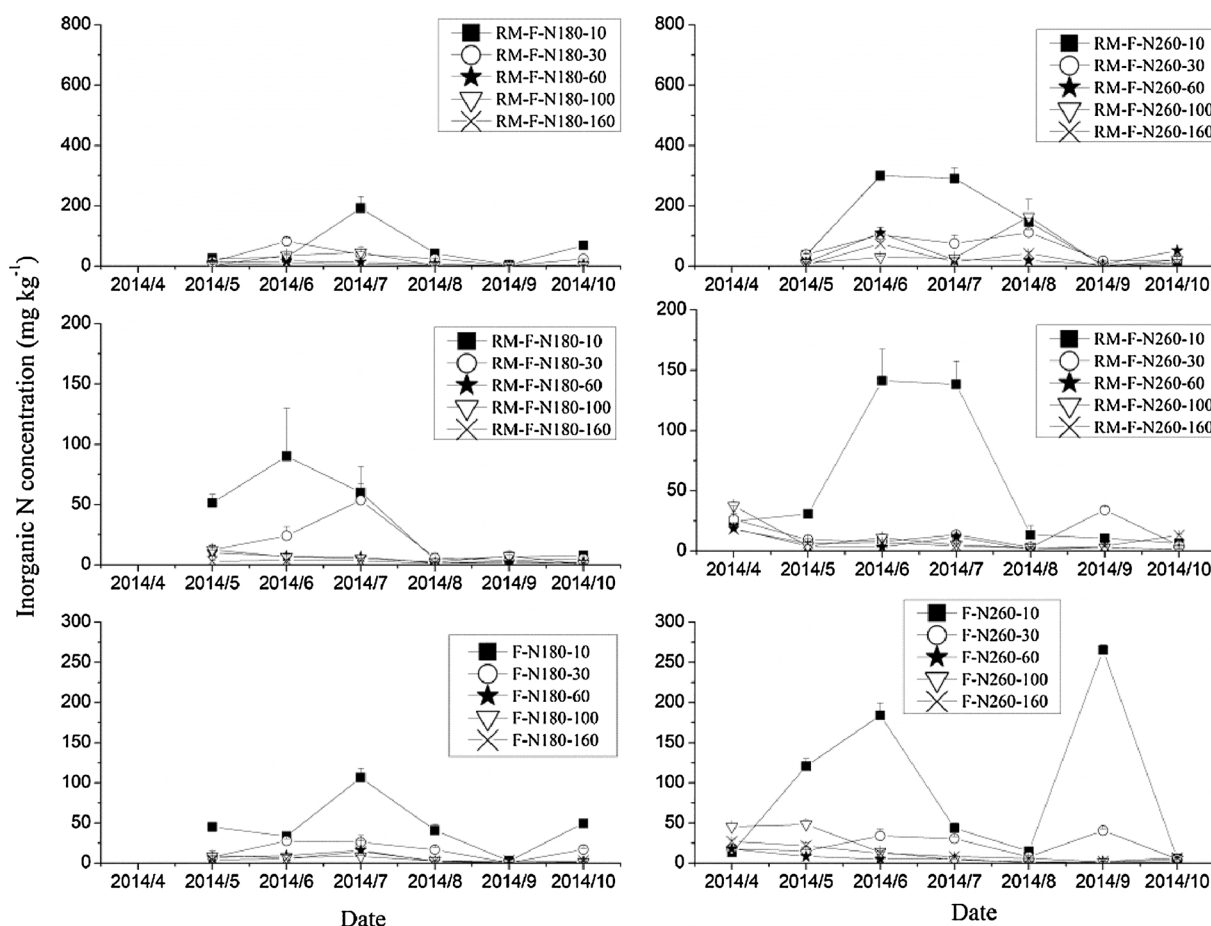 Inorganic N concentration (mg kg⁻¹)
800
600
400
200
0
RM-F-N180-10
RM-F-N180-30
RM-F-N180-60
RM-F-N180-100
RM-F-N180-160
2014/4 2014/5 2014/6 2014/7 2014/8 2014/9 2014/10
800
600
400
200
0
RM-F-N260-10
RM-F-N260-30
RM-F-N260-60
RM-F-N260-100
RM-F-N260-160
2014/4 2014/5 2014/6 2014/7 2014/8 2014/9 2014/10
200
150
100
50
0
RM-F-N180-10
RM-F-N180-30
RM-F-N180-60
RM-F-N180-100
RM-F-N180-160
2014/4 2014/5 2014/6 2014/7 2014/8 2014/9 2014/10
200
150
100
50
0
RM-F-N260-10
RM-F-N260-30
RM-F-N260-60
RM-F-N260-100
RM-F-N260-160
2014/4 2014/5 2014/6 2014/7 2014/8 2014/9 2014/10
300
250
200
150
100
50
0
F-N180-10
F-N180-30
F-N180-60
F-N180-100
F-N180-160
2014/4 2014/5 2014/6 2014/7 2014/8 2014/9 2014/10
Date
300
250
200
150
100
50
0
F-N260-10
F-N260-30
F-N260-60
F-N260-100
F-N260-160
2014/4 2014/5 2014/6 2014/7 2014/8 2014/9 2014/10
Date